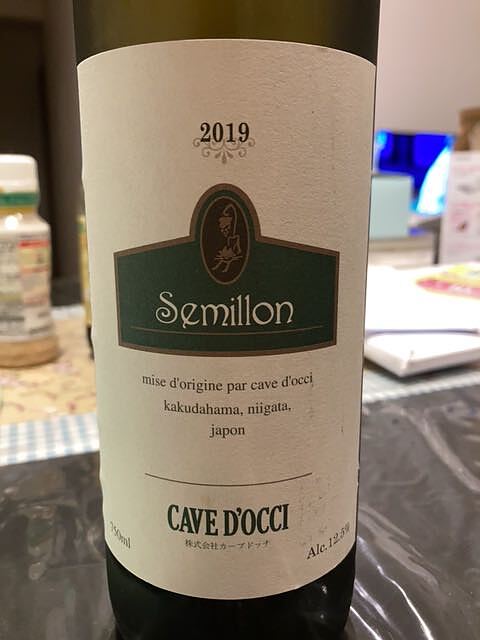 2019
Semillon
mise d'origine par cave d'occi
kakudahama, niigata,
japon
CAVE D'OCCI
株式会社カーブドッチ
750ml
Alc.12.5%